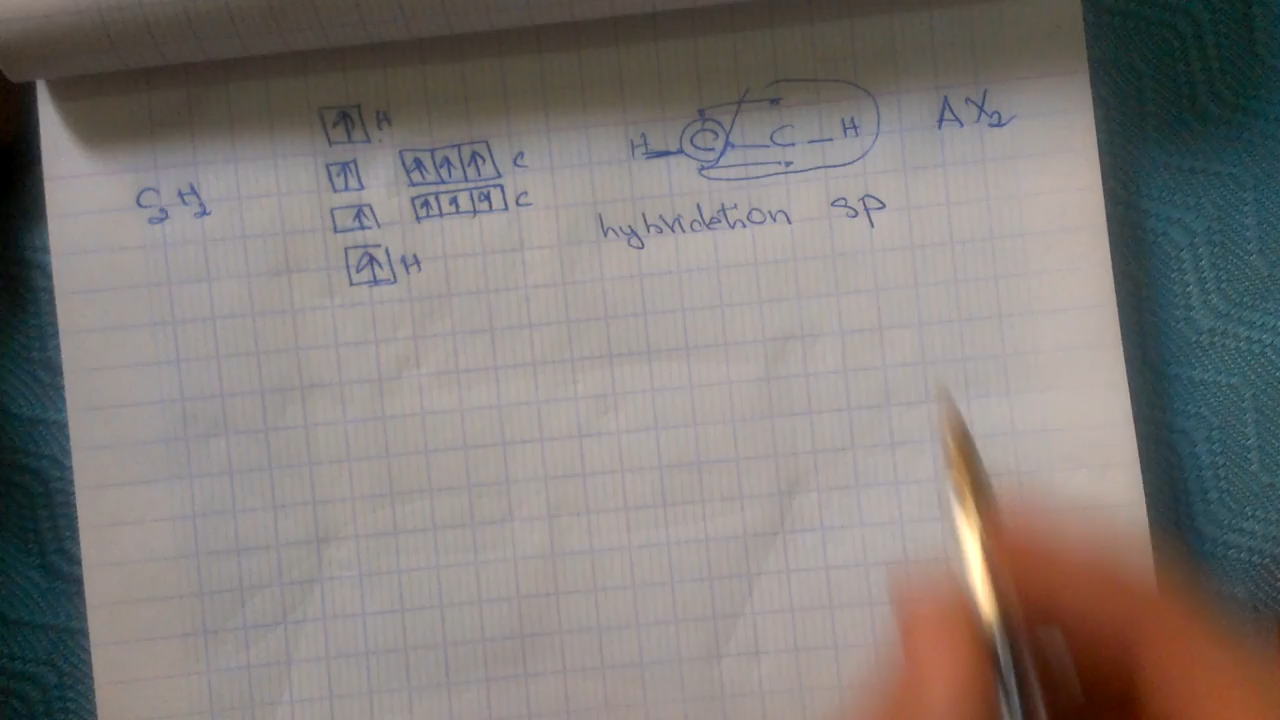 C₂H₂
↑ H
↑ ↑↑↑ C
↑ ↑↑↑ C
↑ H
H – C – C – H
AX₂
hybridation sp